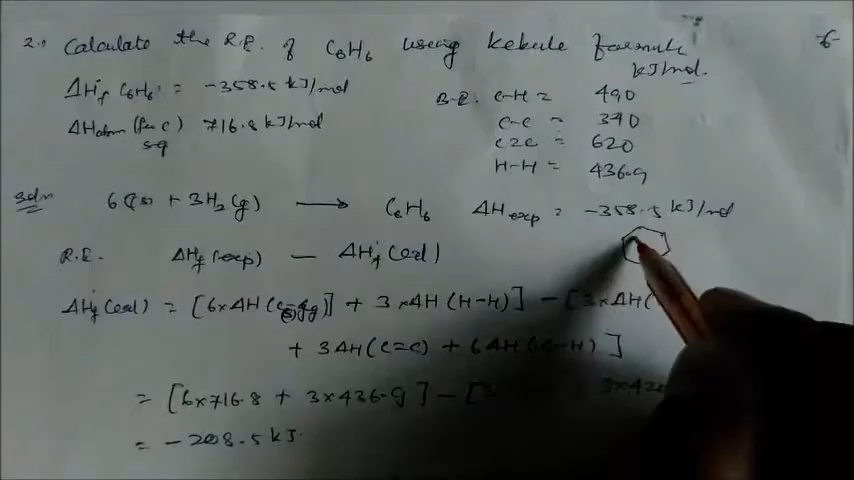 2.) Calculate the R.E. of C6H6 using kekule formula -6-
kJ/mol.
ΔH°f C6H6 = -358.5 kJ/mol B.E. C-H = 490
ΔHatom (for C) 716.8 kJ/mol C-C = 340
C=C = 620
H-H = 436.9
Soln 6C(s) + 3H2(g) ⟶ C6H6 ΔHexp = -358.5 kJ/mol
R.E. ΔHf(exp) - ΔH°f(cal)
ΔH°f(cal) = [6×ΔH(C g)] + 3×ΔH(H-H)] - [3×ΔH(
+ 3ΔH(C=C) + 6ΔH(C-H)]
= [6×716.8 + 3×436.9] - [3
= -208.5 kJ.